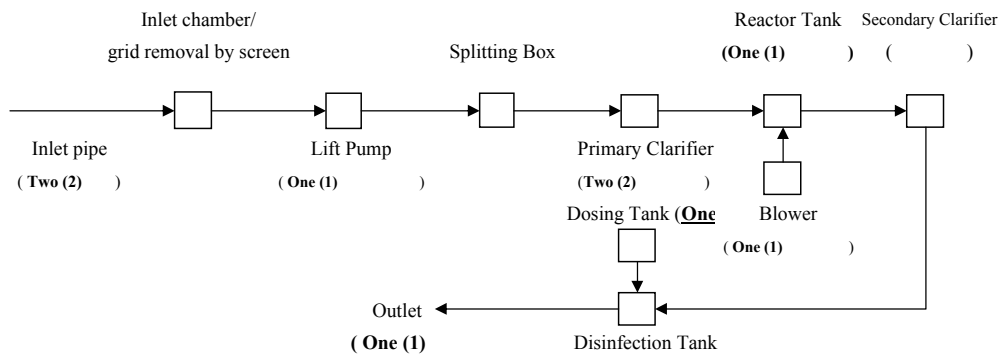 Inlet chamber/
grid removal by screen
Splitting Box
Reactor Tank
(One (1) )
Secondary Clarifier
( )
Inlet pipe
( Two (2) )
Lift Pump
( One (1) )
Primary Clarifier
(Two (2) )
Dosing Tank (One
Blower
( One (1) )
Outlet
( One (1)
Disinfection Tank